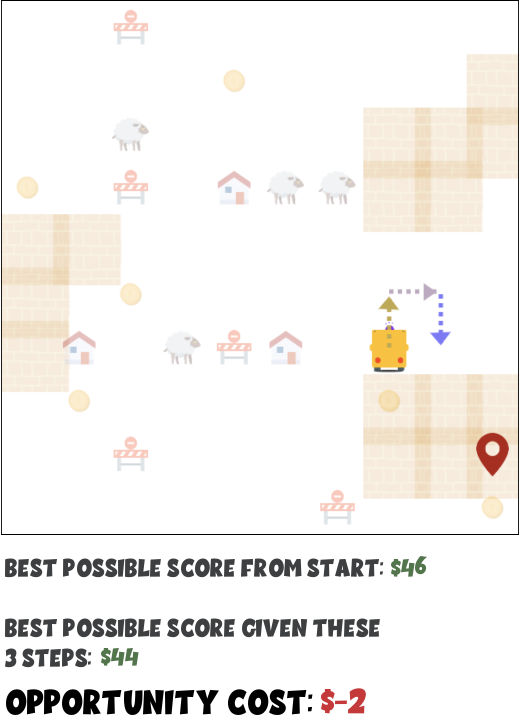 BEST POSSIBLE SCORE FROM START: $46
BEST POSSIBLE SCORE GIVEN THESE
3 STEPS: $44
OPPORTUNITY COST: $-2